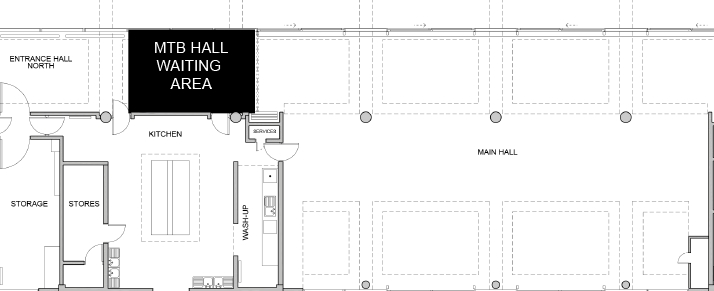 MTB HALL
WAITING
AREA
ENTRANCE HALL
NORTH
KITCHEN
SERVICES
MAIN HALL
STORAGE
STORES
WASH-UP